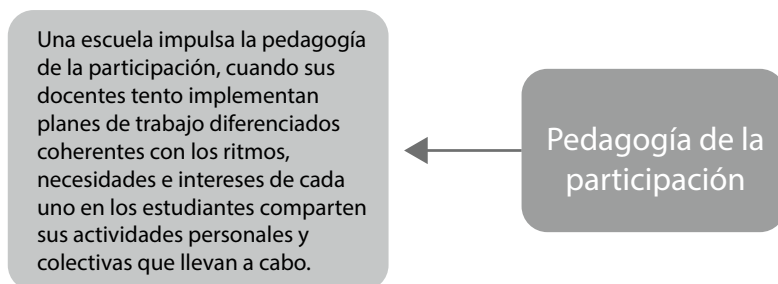 Una escuela impulsa la pedagogía
de la participación, cuando sus
docentes tento implementan
planes de trabajo diferenciados
coherentes con los ritmos,
necesidades e intereses de cada
uno en los estudiantes comparten
sus actividades personales y
colectivas que llevan a cabo.
Pedagogía de la
participación